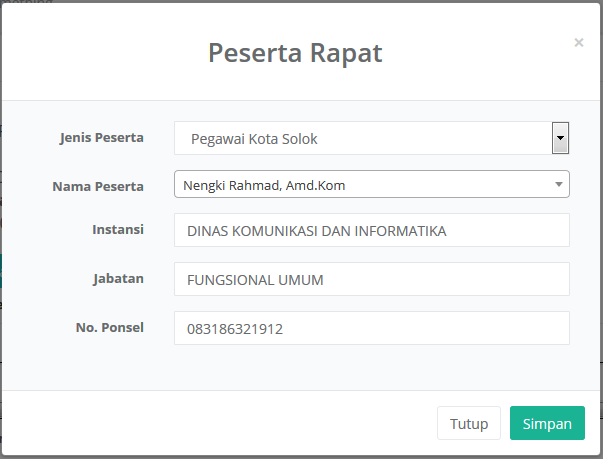 Peserta Rapat
×
Jenis Peserta Pegawai Kota Solok
Nama Peserta Nengki Rahmad, Amd.Kom
Instansi DINAS KOMUNIKASI DAN INFORMATIKA
Jabatan FUNGSIONAL UMUM
No. Ponsel 083186321912
Tutup Simpan